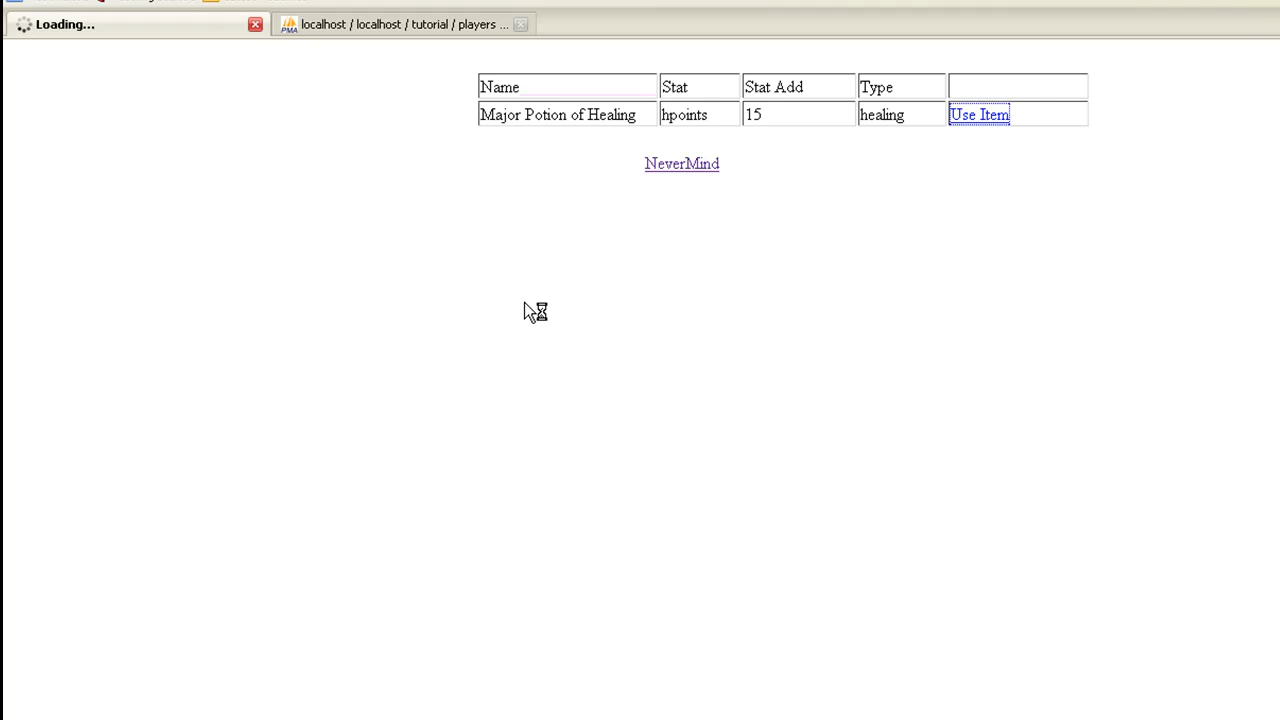 Loading...
localhost / localhost / tutorial / players ...
Name Stat Stat Add Type
Major Potion of Healing hpoints 15 healing Use Item
NeverMind